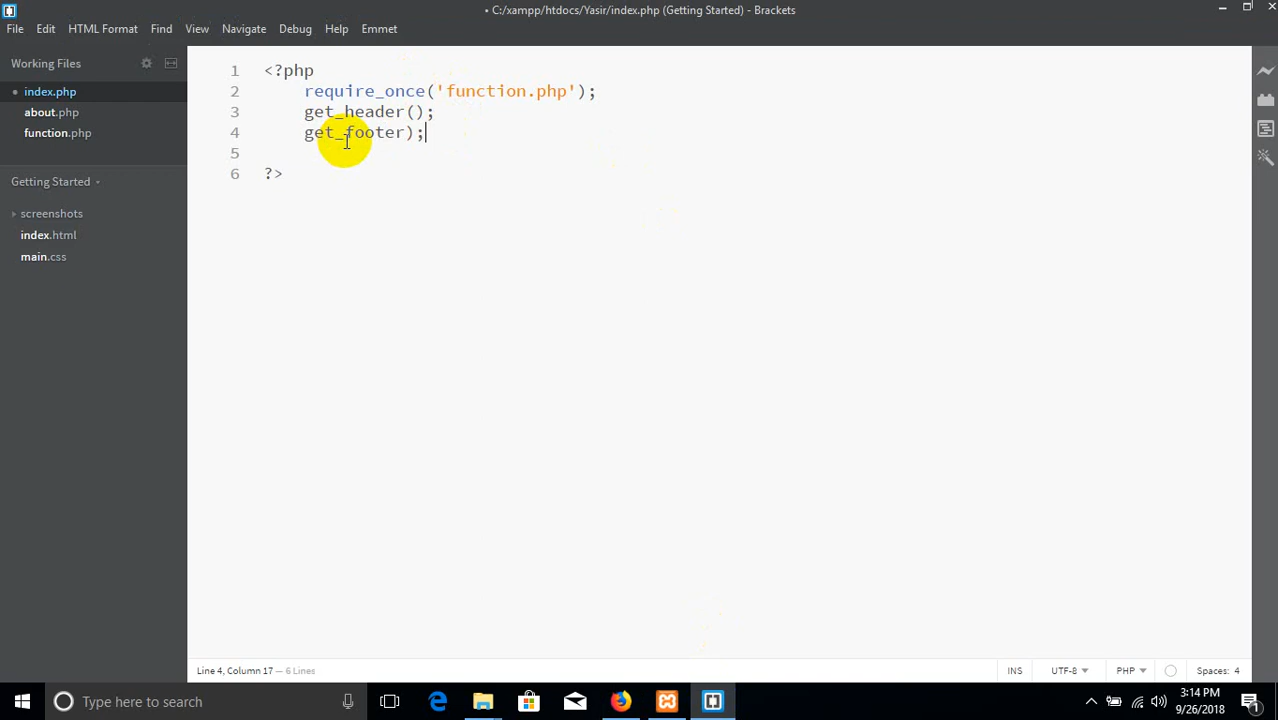 • C:/xampp/htdocs/Yasir/index.php (Getting Started) - Brackets
File Edit HTML Format Find View Navigate Debug Help Emmet
Working Files
index.php
about.php
function.php
Getting Started
screenshots
index.html
main.css
1 <?php
2 require_once('function.php');
3 get_header();
4 get_footer);
5
6 ?>
Line 4, Column 17 — 6 Lines
INS UTF-8 PHP Spaces: 4
Type here to search
3:14 PM
9/26/2018
1